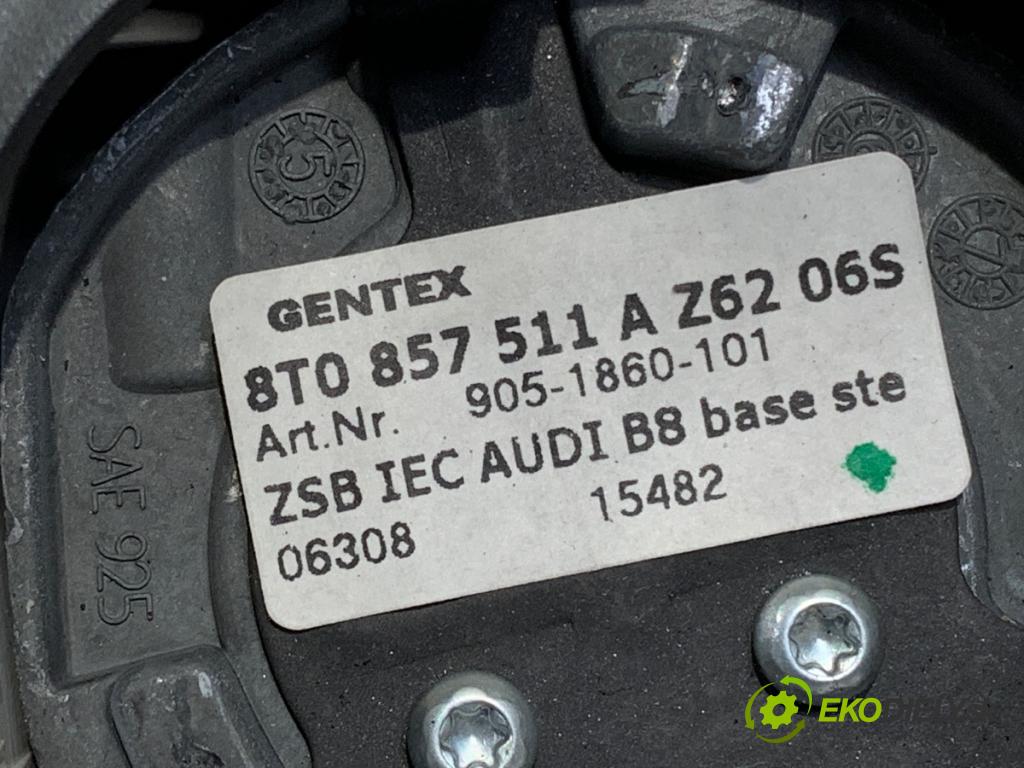 GENTEX
8T0 857 511 A Z62 06S
Art.Nr. 905-1860-101
ZSB IEC AUDI B8 base ste
06308 15482
SAE 925
5
EKO